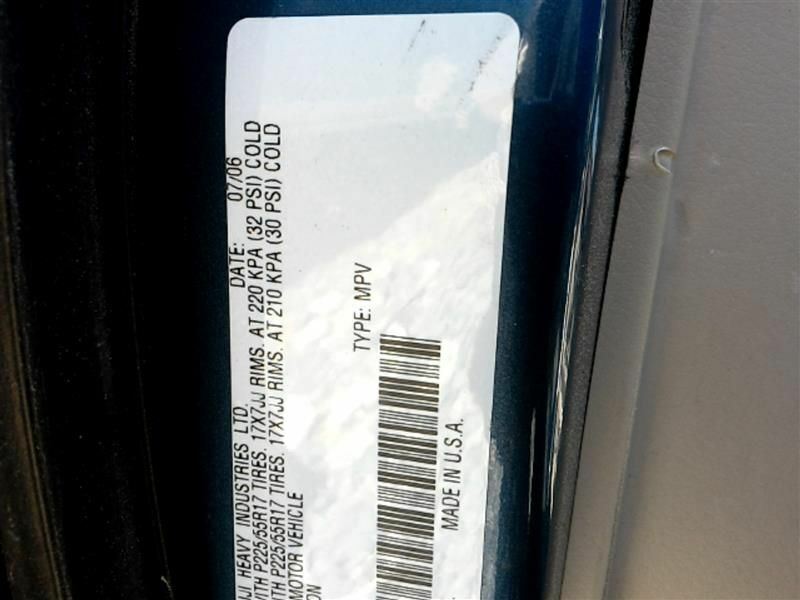 HEAVY INDUSTRIES LTD. DATE: 07/06
P225/55R17 TIRES. 17X7JJ RIMS. AT 220 KPA (32 PSI) COLD
P225/55R17 TIRES. 17X7JJ RIMS. AT 210 KPA (30 PSI) COLD
MOTOR VEHICLE
TYPE: MPV
MADE IN U.S.A.